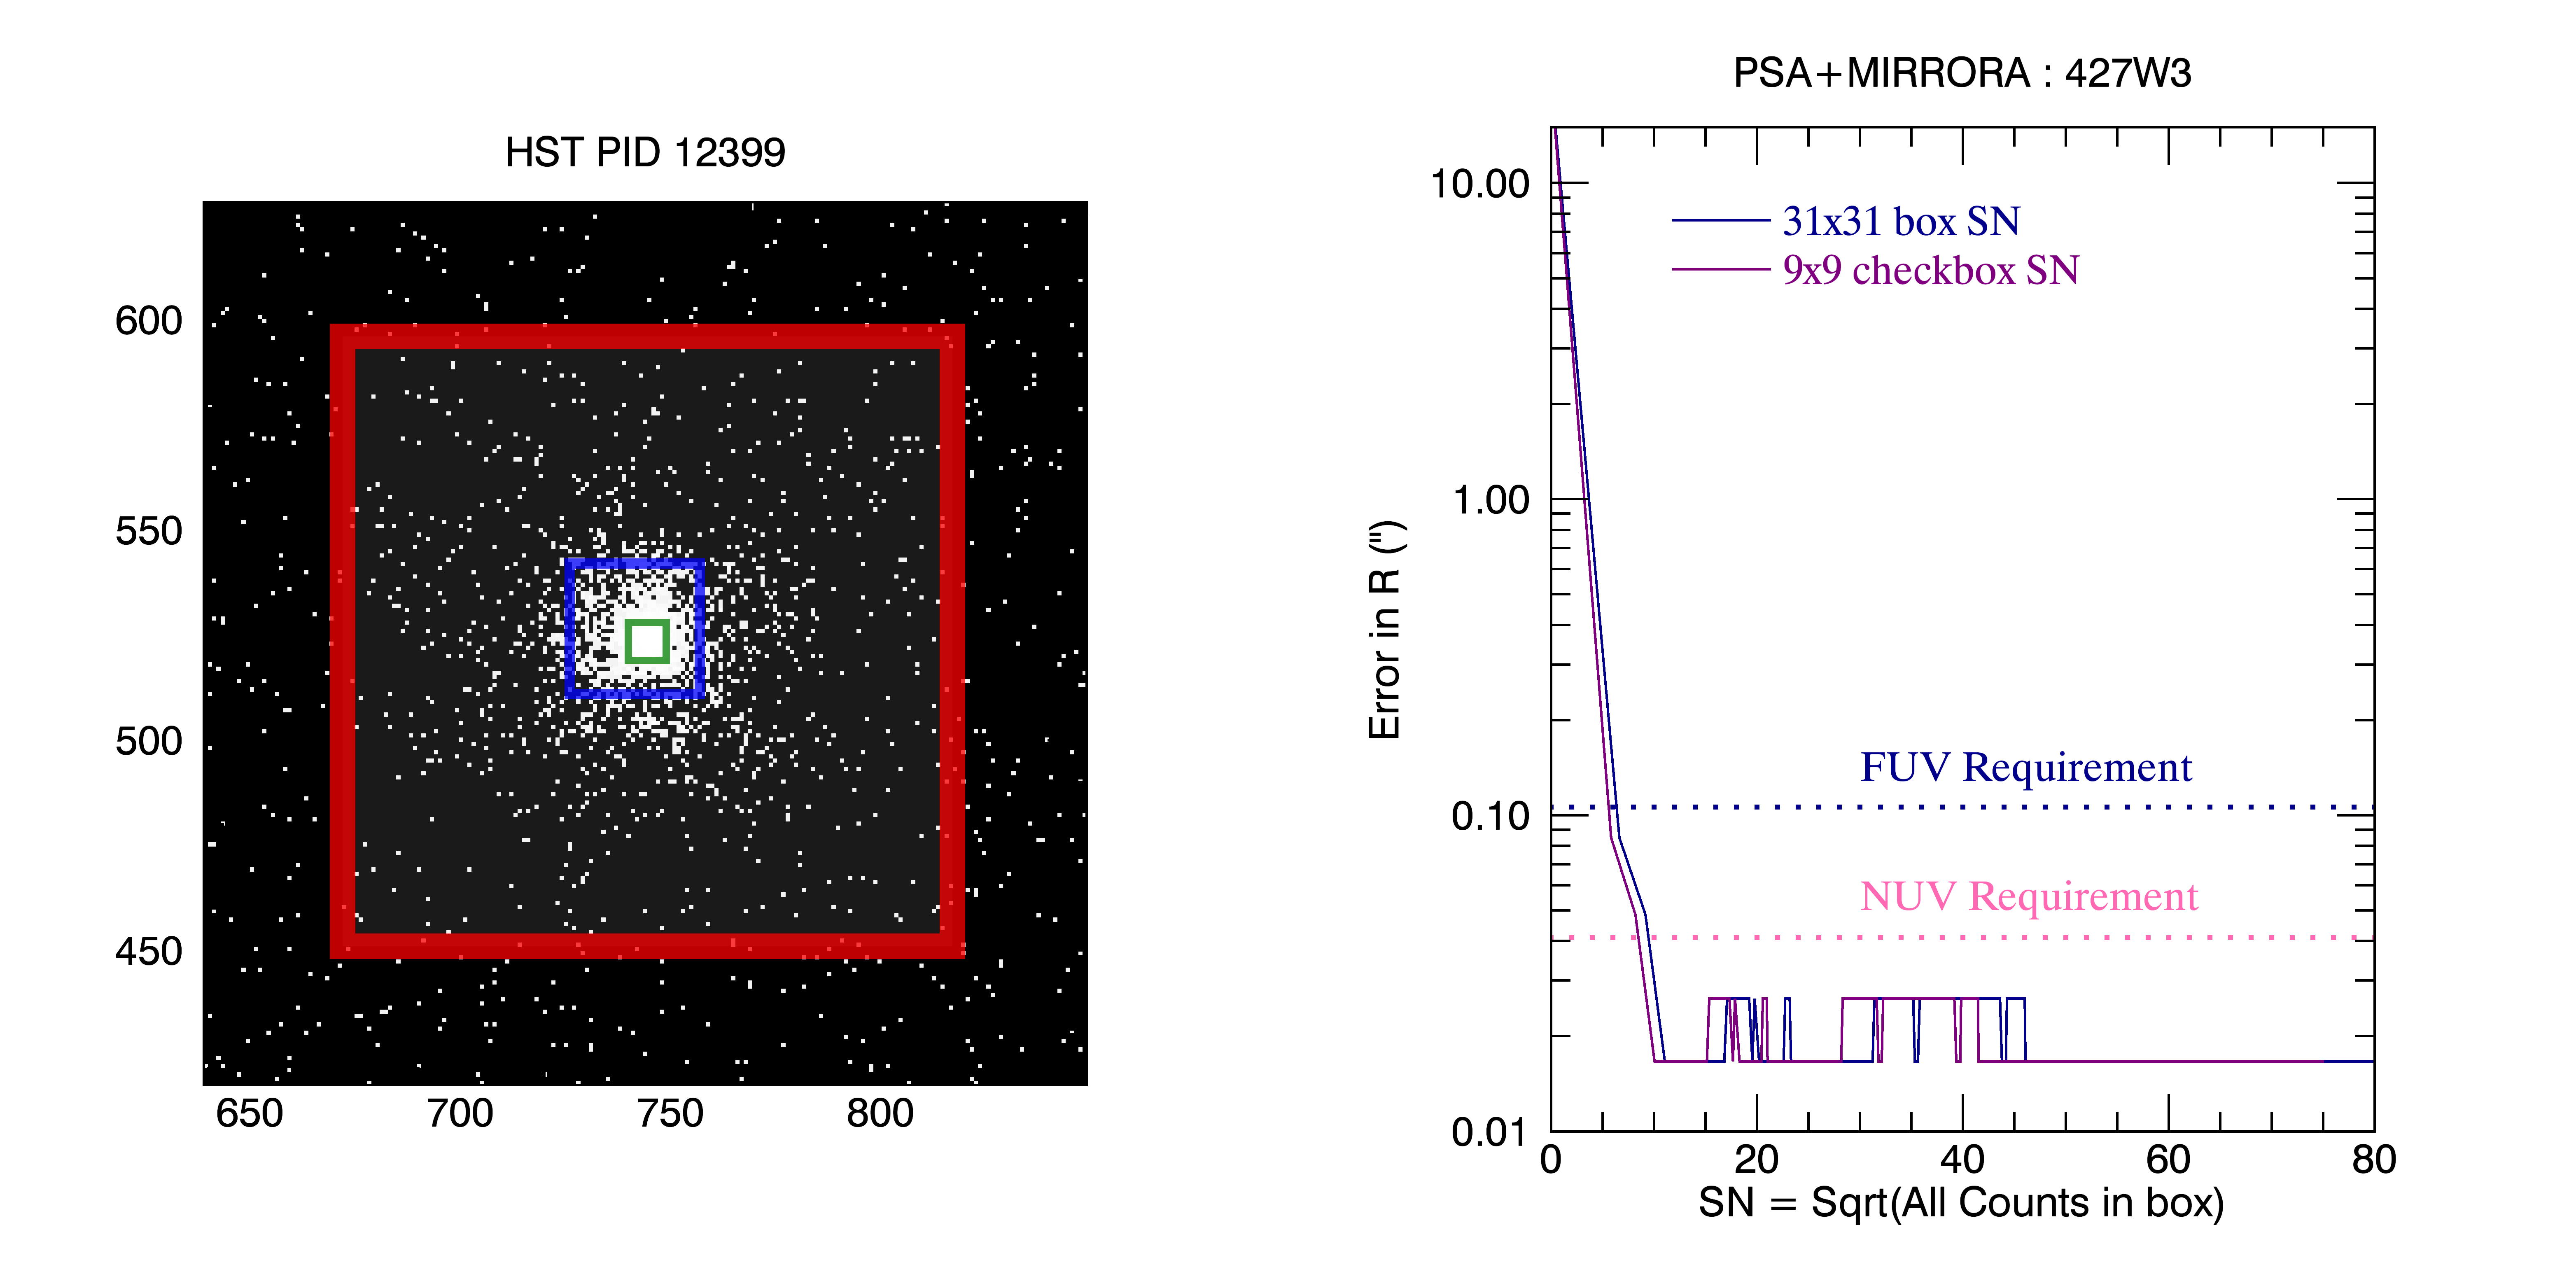 HST PID 12399
600
550
500
450
650 700 750 800
PSA+MIRRORA : 427W3
10.00
1.00
0.10
0.01
Error in R (")
31x31 box SN
9x9 checkbox SN
FUV Requirement
NUV Requirement
0 20 40 60 80
SN = Sqrt(All Counts in box)